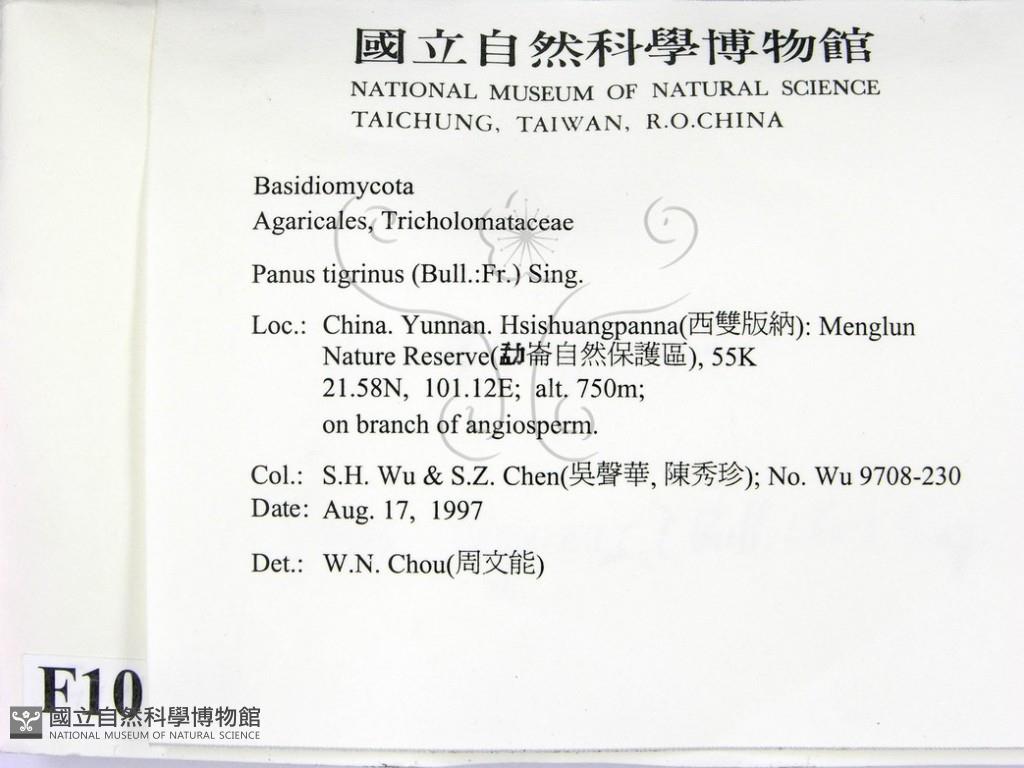 國立自然科學博物館
NATIONAL MUSEUM OF NATURAL SCIENCE
TAICHUNG, TAIWAN, R.O.CHINA
Basidiomycota
Agaricales, Tricholomataceae
Panus tigrinus (Bull.:Fr.) Sing.
Loc.: China. Yunnan. Hsishuangpanna(西雙版納): Menglun
Nature Reserve(勐崙自然保護區), 55K
21.58N, 101.12E; alt. 750m;
on branch of angiosperm.
Col.: S.H. Wu & S.Z. Chen(吳聲華, 陳秀珍); No. Wu 9708-230
Date: Aug. 17, 1997
Det.: W.N. Chou(周文能)
F10
國立自然科學博物館
NATIONAL MUSEUM OF NATURAL SCIENCE